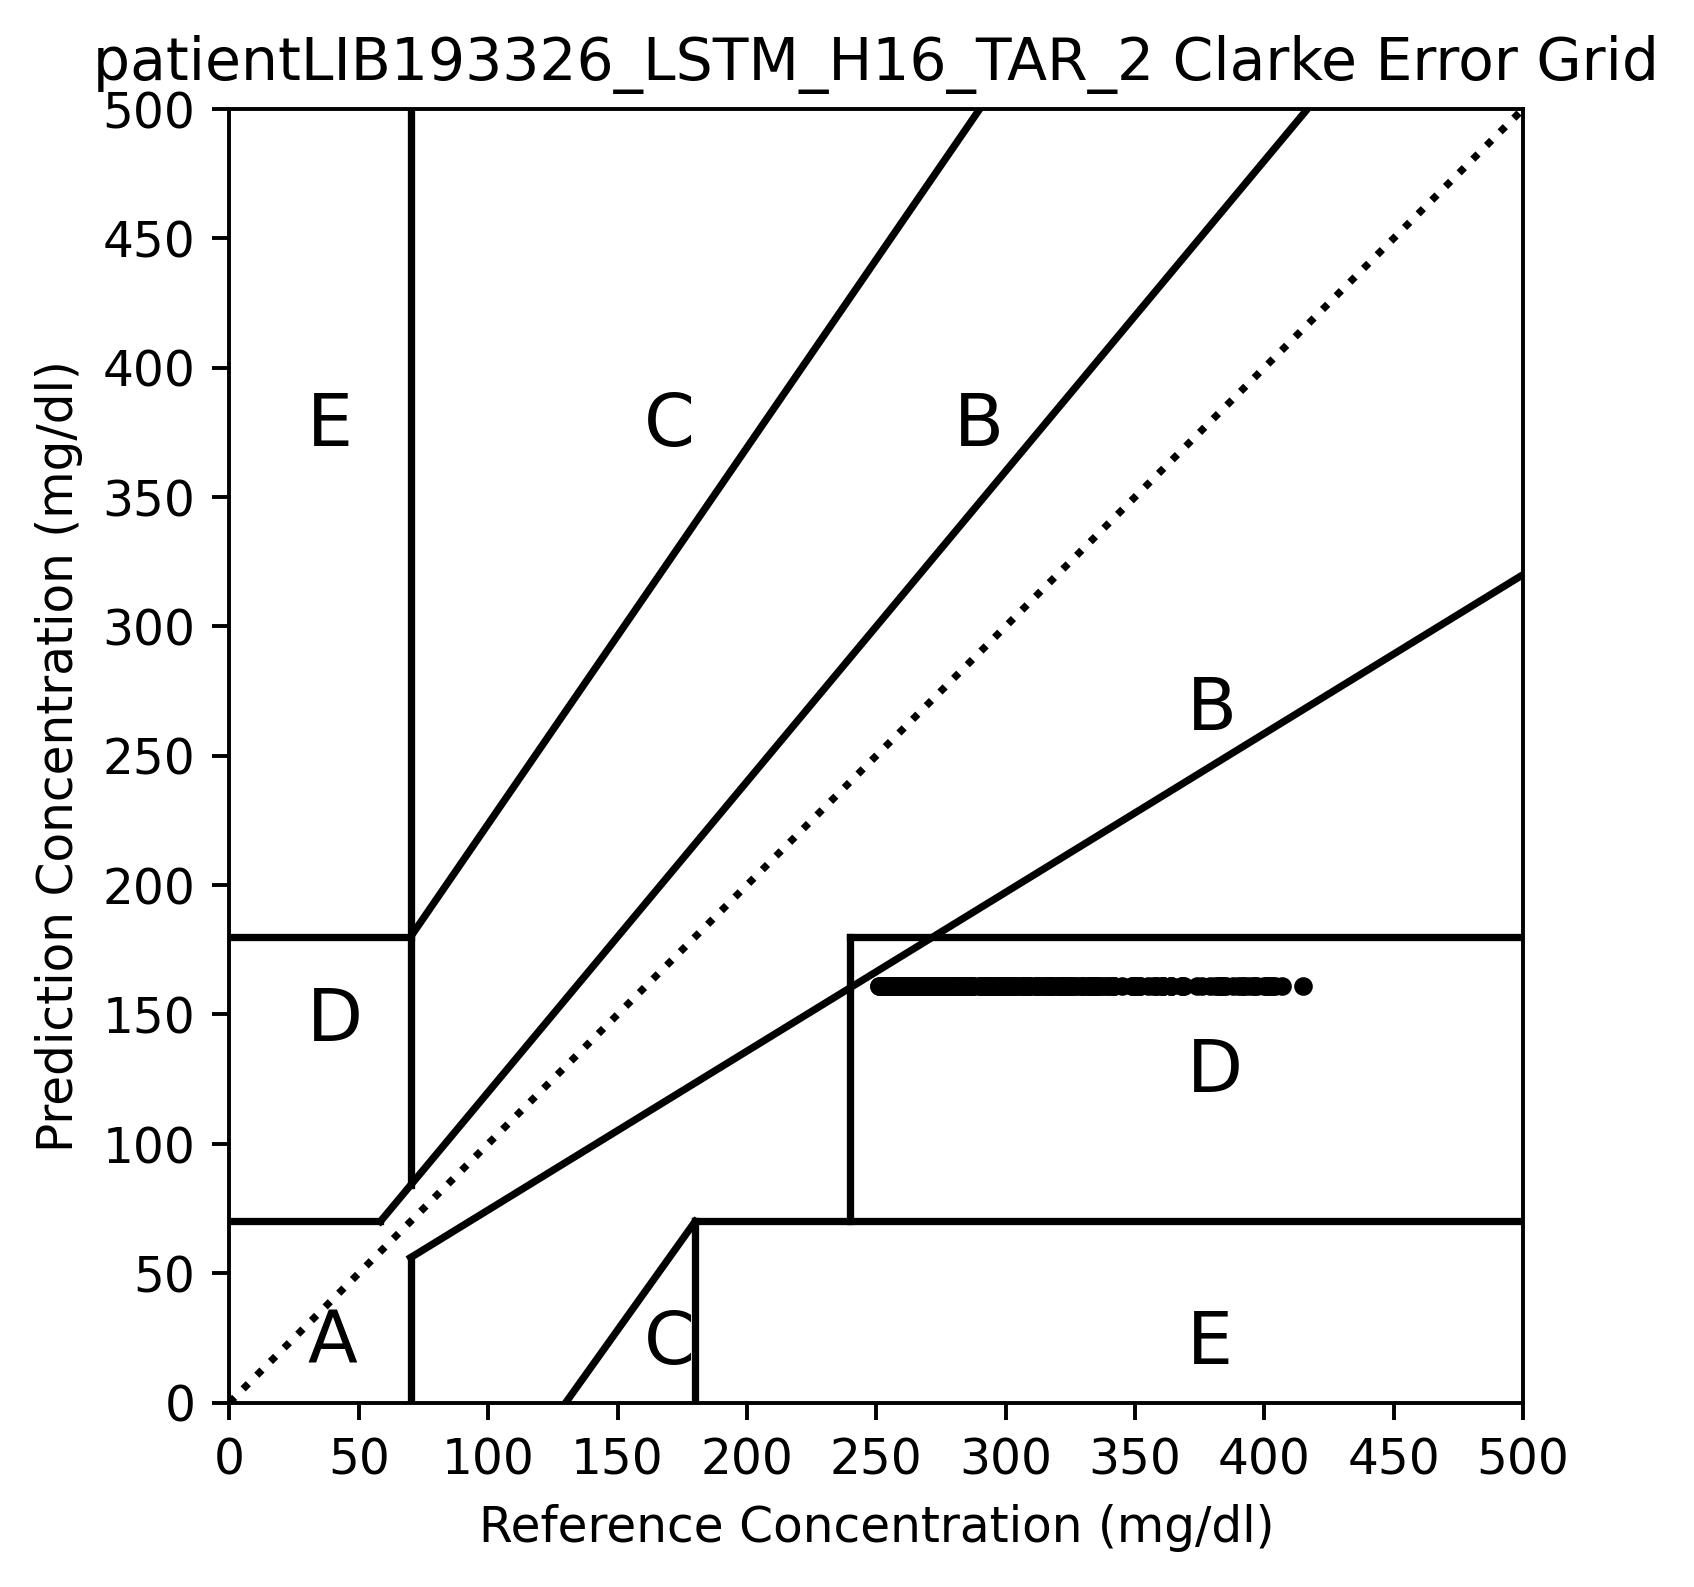 patientLIB193326_LSTM_H16_TAR_2 Clarke Error Grid
500
450
400
350
300
250
200
150
100
50
0
Prediction Concentration (mg/dl)
E
C
B
B
D
D
A
C
E
0 50 100 150 200 250 300 350 400 450 500
Reference Concentration (mg/dl)